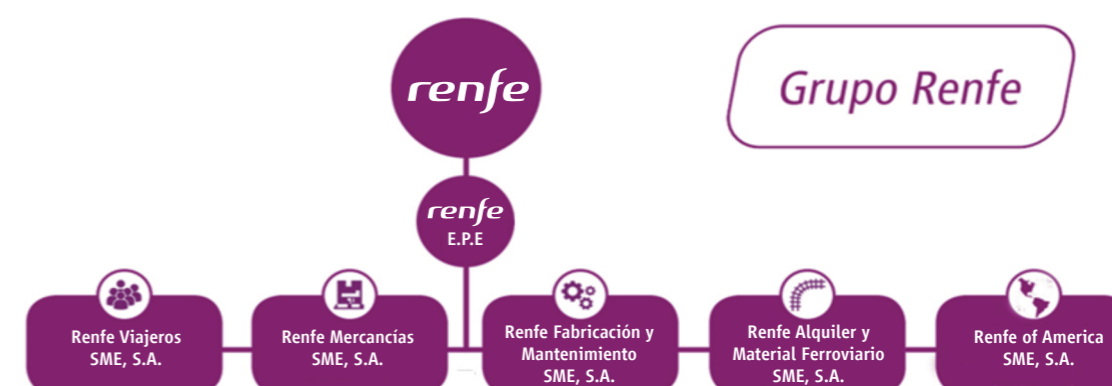 renfe
Grupo Renfe
renfe
E.P.E
Renfe Viajeros
SME, S.A.
Renfe Mercancías
SME, S.A.
Renfe Fabricación y
Mantenimiento
SME, S.A.
Renfe Alquiler y
Material Ferroviario
SME, S.A.
Renfe of America
SME, S.A.